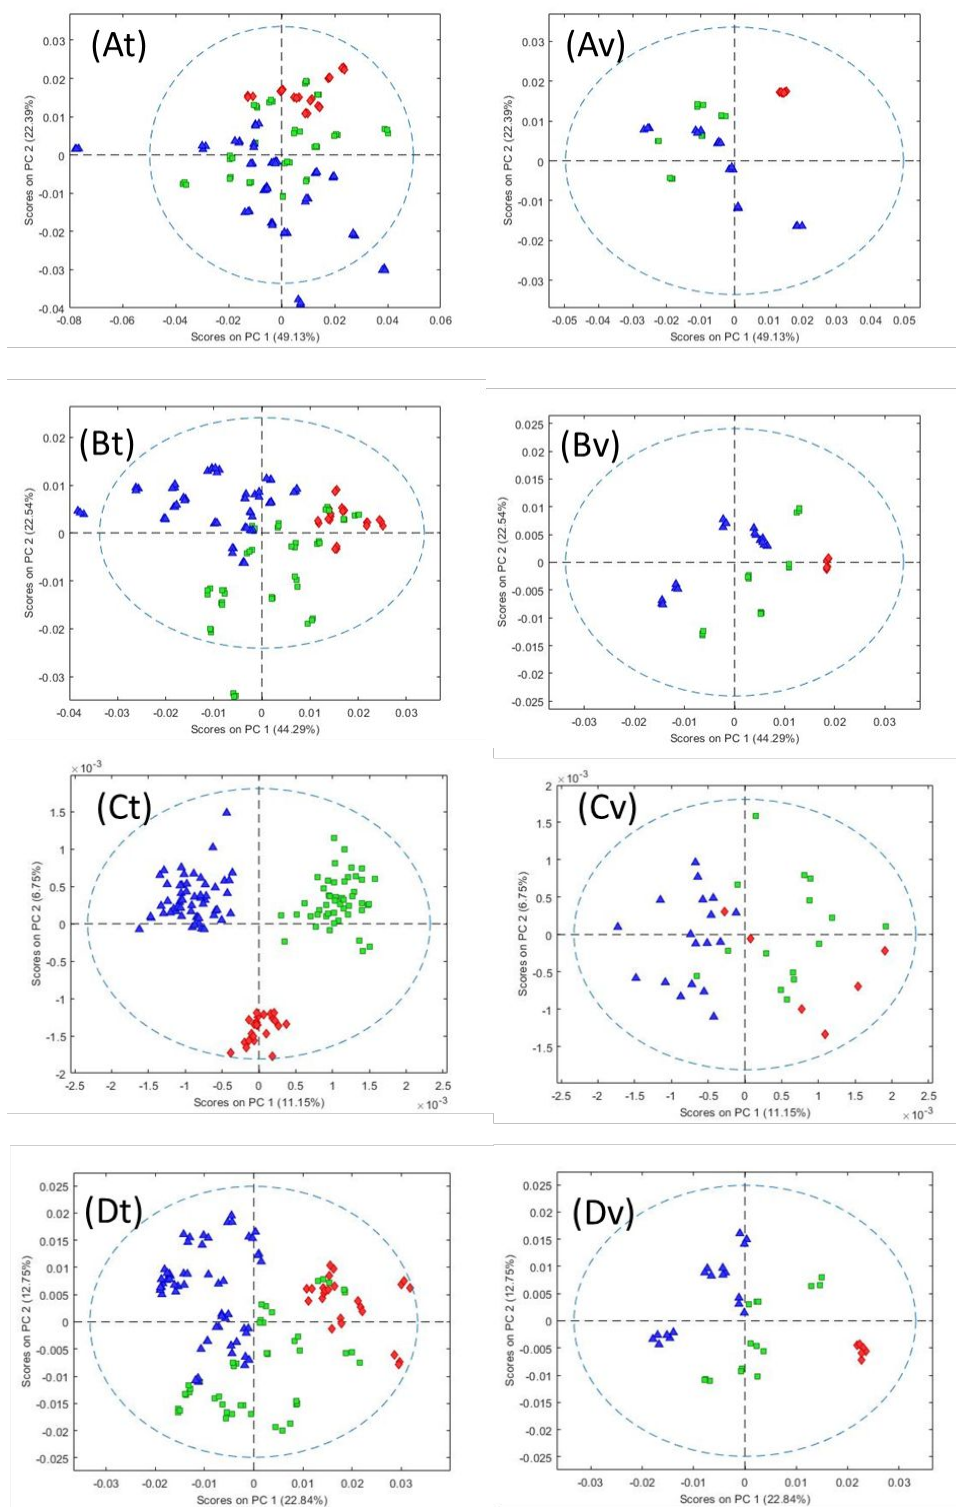 (At)
0.03
0.02
0.01
0
-0.01
-0.02
-0.03
-0.04
-0.08
-0.06
-0.04
-0.02
0
0.02
0.04
0.06
Scores on PC 2 (22.39%)
Scores on PC 1 (49.13%)
(Av)
0.03
0.02
0.01
0
-0.01
-0.02
-0.03
-0.05 -0.04 -0.03 -0.02 -0.01 0 0.01 0.02 0.03 0.04 0.05
Scores on PC 2 (22.39%)
Scores on PC 1 (49.13%)
(Bt)
0.02
0.01
0
-0.01
-0.02
-0.03
-0.04 -0.03 -0.02 -0.01 0 0.01 0.02 0.03
Scores on PC 2 (22.54%)
Scores on PC 1 (44.29%)
(Bv)
0.025
0.02
0.015
0.01
0.005
0
-0.005
-0.01
-0.015
-0.02
-0.025
-0.03 -0.02 -0.01 0 0.01 0.02 0.03
Scores on PC 2 (22.54%)
Scores on PC 1 (44.29%)
×10⁻³
(Ct)
1.5
1
0.5
0
-0.5
-1
-1.5
-2
-2.5 -2 -1.5 -1 -0.5 0 0.5 1 1.5 2 2.5
Scores on PC 2 (6.75%)
Scores on PC 1 (11.15%)
×10⁻³
×10⁻³
(Cv)
2
1.5
1
0.5
0
-0.5
-1
-1.5
-2.5 -2 -1.5 -1 -0.5 0 0.5 1 1.5 2 2.5
Scores on PC 2 (6.75%)
Scores on PC 1 (11.15%)
×10⁻³
(Dt)
0.025
0.02
0.015
0.01
0.005
0
-0.005
-0.01
-0.015
-0.02
-0.025
-0.03 -0.02 -0.01 0 0.01 0.02 0.03
Scores on PC 2 (12.75%)
Scores on PC 1 (22.84%)
(Dv)
0.025
0.02
0.015
0.01
0.005
0
-0.005
-0.01
-0.015
-0.02
-0.025
-0.03 -0.02 -0.01 0 0.01 0.02 0.03
Scores on PC 2 (12.75%)
Scores on PC 1 (22.84%)